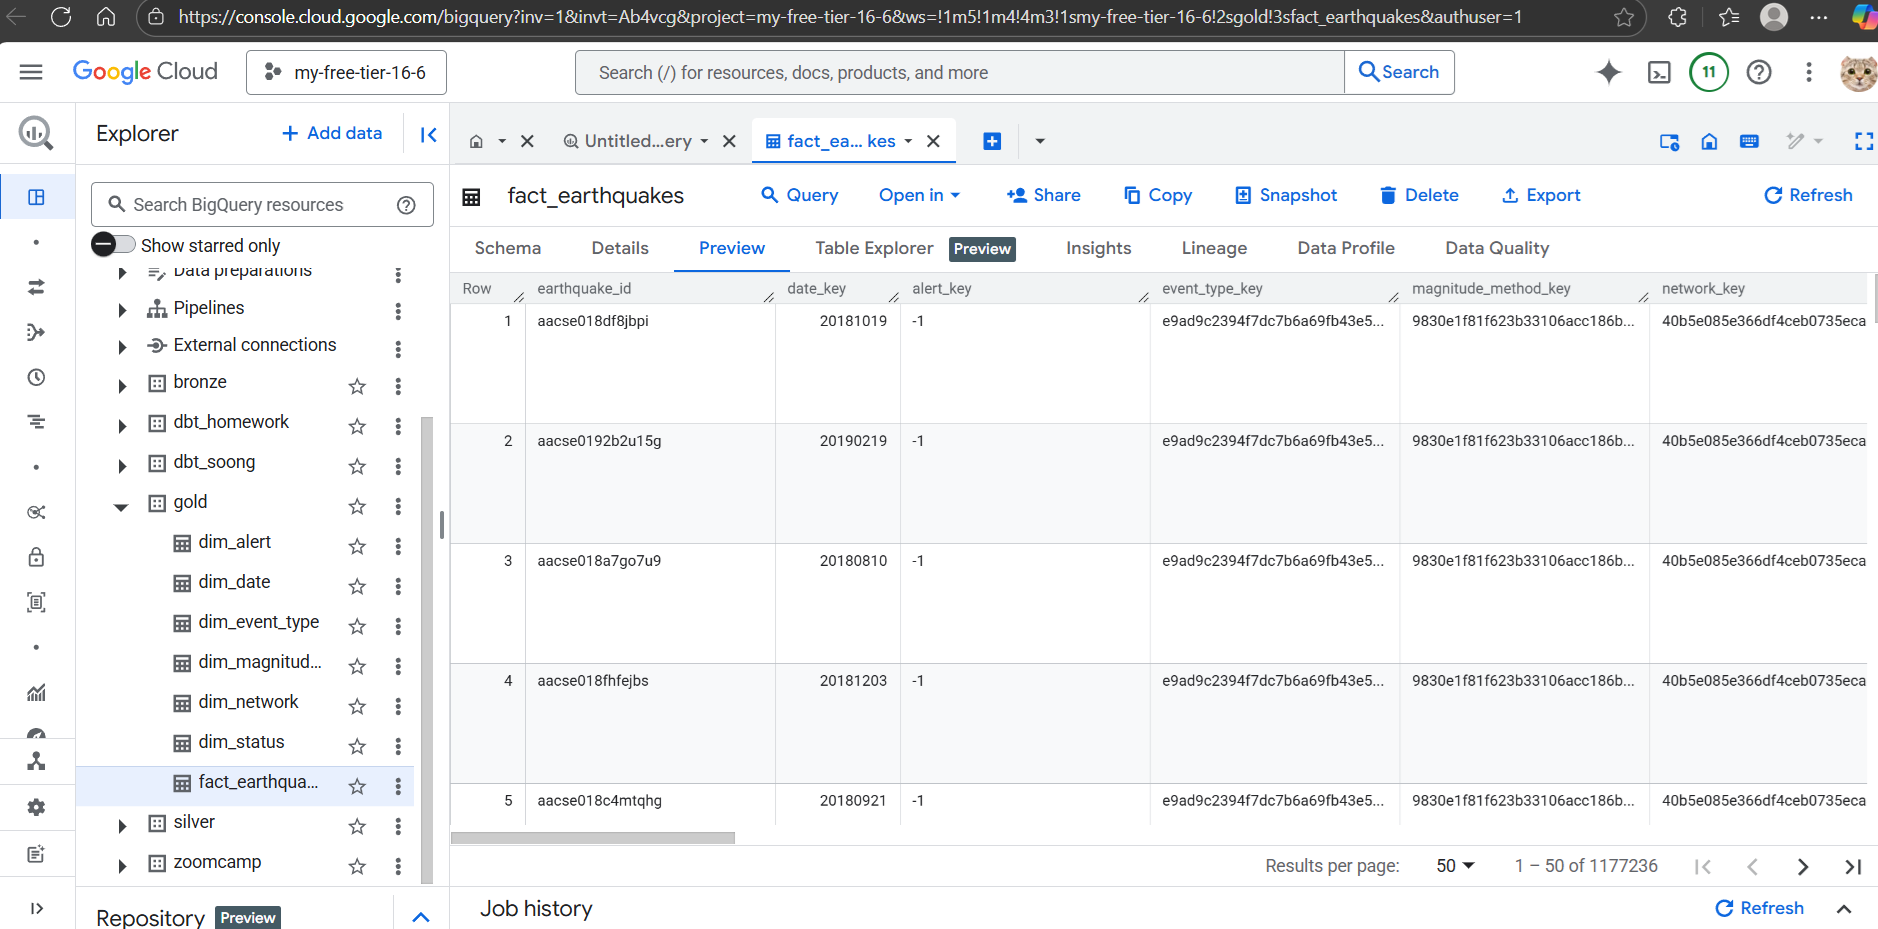 https://console.cloud.google.com/bigquery?inv=1&invt=Ab4vcg&project=my-free-tier-16-6&ws=!1m5!1m4!4m3!1smy-free-tier-16-6!2sgold!3sfact_earthquakes&authuser=1
Google Cloud
my-free-tier-16-6
Search (/) for resources, docs, products, and more
Search
11
Explorer
+ Add data
Untitled...ery
fact_ea... kes
Search BigQuery resources
fact_earthquakes
Query
Open in
Share
Copy
Snapshot
Delete
Export
Refresh
Show starred only
Schema
Details
Preview
Table Explorer
Preview
Insights
Lineage
Data Profile
Data Quality
Data preparations
Pipelines
External connections
bronze
dbt_homework
dbt_soong
gold
dim_alert
dim_date
dim_event_type
dim_magnitud...
dim_network
dim_status
fact_earthqua...
silver
zoomcamp
Repository
Preview
Row earthquake_id date_key alert_key event_type_key magnitude_method_key network_key
1 aacse018df8jbpi 20181019 -1 e9ad9c2394f7dc7b6a69fb43e5... 9830e1f81f623b33106acc186b... 40b5e085e366df4ceb0735eca
2 aacse0192b2u15g 20190219 -1 e9ad9c2394f7dc7b6a69fb43e5... 9830e1f81f623b33106acc186b... 40b5e085e366df4ceb0735eca
3 aacse018a7go7u9 20180810 -1 e9ad9c2394f7dc7b6a69fb43e5... 9830e1f81f623b33106acc186b... 40b5e085e366df4ceb0735eca
4 aacse018fhfejbs 20181203 -1 e9ad9c2394f7dc7b6a69fb43e5... 9830e1f81f623b33106acc186b... 40b5e085e366df4ceb0735eca
5 aacse018c4mtqhg 20180921 -1 e9ad9c2394f7dc7b6a69fb43e5... 9830e1f81f623b33106acc186b... 40b5e085e366df4ceb0735eca
Results per page: 50 1 – 50 of 1177236
Job history
Refresh